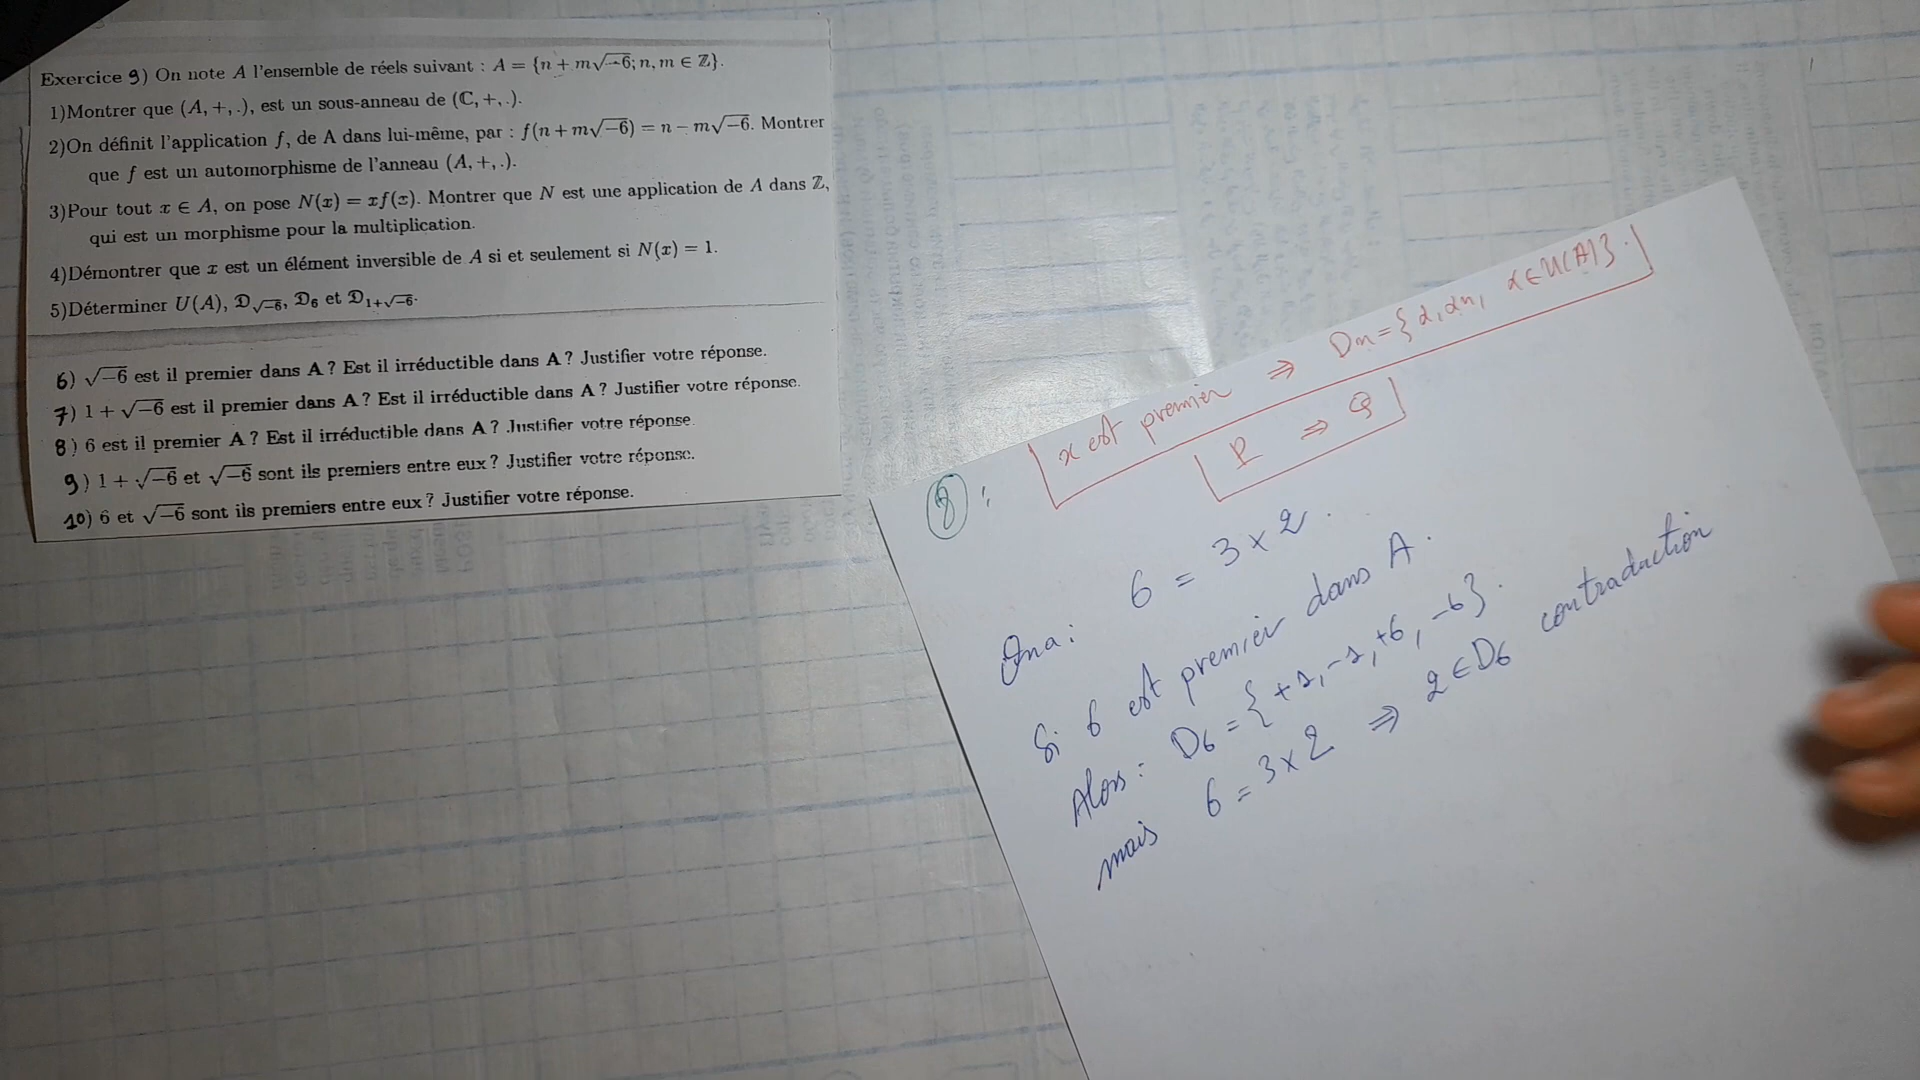 Exercice 9) On note A l'ensemble de réels suivant : A = {n + m√−6; n, m ∈ ℤ}.
1)Montrer que (A, +, .), est un sous-anneau de (ℂ, +, .).
2)On définit l'application f, de A dans lui-même, par : f(n + m√−6) = n − m√−6. Montrer
que f est un automorphisme de l'anneau (A, +, .).
3)Pour tout x ∈ A, on pose N(x) = xf(x). Montrer que N est une application de A dans ℤ,
qui est un morphisme pour la multiplication.
4)Démontrer que x est un élément inversible de A si et seulement si N(x) = 1.
5)Déterminer U(A), D√−6, D6 et D1+√−6.
6) √−6 est il premier dans A ? Est il irréductible dans A ? Justifier votre réponse.
7) 1 + √−6 est il premier dans A ? Est il irréductible dans A ? Justifier votre réponse.
8) 6 est il premier A ? Est il irréductible dans A ? Justifier votre réponse.
9) 1 + √−6 et √−6 sont ils premiers entre eux ? Justifier votre réponse.
10) 6 et √−6 sont ils premiers entre eux ? Justifier votre réponse.
x est premier ⇒ Dx = {α, αx, α ∈ U(A)}.
P ⇒ Q
8 :
Ona : 6 = 3 × 2.
Si 6 est premier dans A.
Alors : D6 = {+1, −1, +6, −6}.
mais 6 = 3 × 2 ⇒ 2 ∈ D6 contraduction